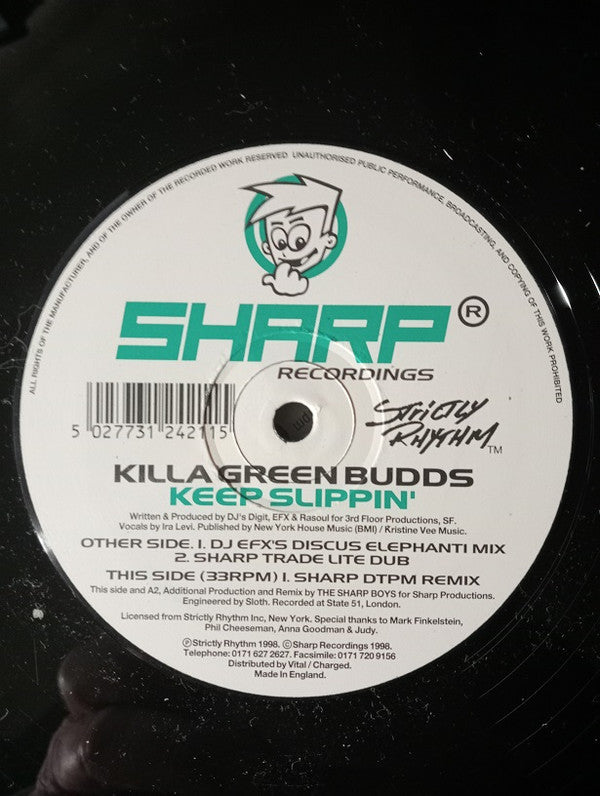 ALL RIGHTS OF THE MANUFACTURER, AND OF THE OWNER OF THE RECORDED WORK RESERVED UNAUTHORISED PUBLIC PERFORMANCE, BROADCASTING, AND COPYING OF THIS WORK PROHIBITED
SHARP®
RECORDINGS
5 027731 242115
STRICTLY
RHYTHM TM
KILLA GREEN BUDDS
KEEP SLIPPIN'
Written & Produced by DJ's Digit, EFX & Rasoul for 3rd Floor Productions, SF.
Vocals by Ira Levi. Published by New York House Music (BMI) / Kristine Vee Music.
OTHER SIDE. 1. DJ EFX'S DISCUS ELEPHANTI MIX
2. SHARP TRADE LITE DUB
THIS SIDE (33RPM) 1. SHARP DTPM REMIX
This side and A2, Additional Production and Remix by THE SHARP BOYS for Sharp Productions.
Engineered by Sloth. Recorded at State 51, London.
Licensed from Strictly Rhythm Inc, New York. Special thanks to Mark Finkelstein,
Phil Cheeseman, Anna Goodman & Judy.
℗Strictly Rhythm 1998. ©Sharp Recordings 1998.
Telephone: 0171 627 2627. Facsimile: 0171 720 9156
Distributed by Vital / Charged.
Made in England.